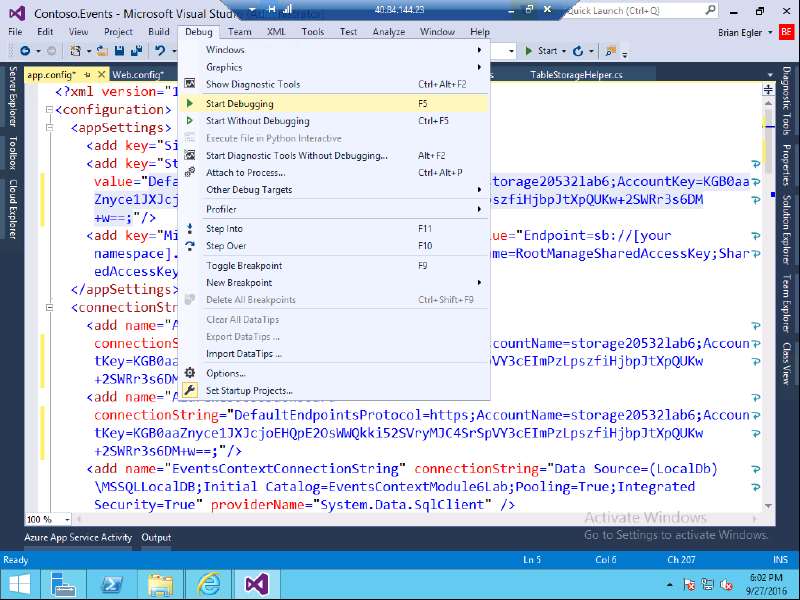 Contoso.Events - Microsoft Visual Studio
40.84.144.23
Quick Launch (Ctrl+Q)
File Edit View Project Build Debug Team XML Tools Test Analyze Window Help
Brian Egler BE
Start
app.config* Web.config* TableStorageHelper.cs
Server Explorer
Toolbox
Cloud Explorer
Windows
Graphics
Show Diagnostic Tools Ctrl+Alt+F2
Start Debugging F5
Start Without Debugging Ctrl+F5
Execute File in Python Interactive
Start Diagnostic Tools Without Debugging... Alt+F2
Attach to Process... Ctrl+Alt+P
Other Debug Targets
Profiler
Step Into F11
Step Over F10
Toggle Breakpoint F9
New Breakpoint
Delete All Breakpoints Ctrl+Shift+F9
Clear All DataTips
Export DataTips ...
Import DataTips ...
Options...
Set Startup Projects...
<?xml version="1
<configuration>
<appSettings>
<add key="Si
<add key="St
value="Defa torage20532lab6;AccountKey=KGB0aa
Znyce1JXJcj pszfiHjbpJtXpQUKw+2SWRr3s6DM
+w==;"/>
<add key="Mi ue="Endpoint=sb://[your
namespace]. me=RootManageSharedAccessKey;Shar
edAccessKey
</appSettings>
<connectionStr
<add name="A
connections ccountName=storage20532lab6;Accoun
tKey=KGB0aa VY3cEImPzLpszfiHjbpJtXpQUKw
+2SWRr3s6DM
<add name="A
connectionString="DefaultEndpointsProtocol=https;AccountName=storage20532lab6;Accoun
tKey=KGB0aaZnyce1JXJcjoEHQpE2OsWWQkki52SVryMJC4SrSpVY3cEImPzLpszfiHjbpJtXpQUKw
+2SWRr3s6DM+w==;"/>
<add name="EventsContextConnectionString" connectionString="Data Source=(LocalDb)
\MSSQLLocalDB;Initial Catalog=EventsContextModule6Lab;Pooling=True;Integrated
Security=True" providerName="System.Data.SqlClient" />
Diagnostic Tools
Properties
Solution Explorer
Team Explorer
Class View
100 %
Activate Windows
Go to Settings to activate Windows.
Azure App Service Activity Output
Ready Ln 5 Col 6 Ch 207 INS
6:02 PM
9/27/2016